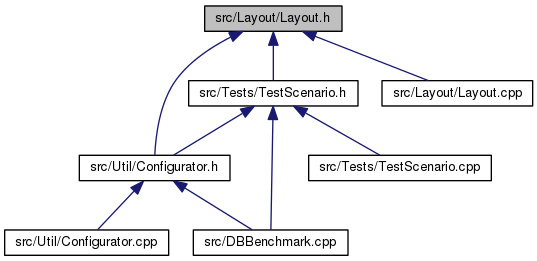 src/Layout/Layout.h
src/Tests/TestScenario.h
src/Layout/Layout.cpp
src/Util/Configurator.h
src/Tests/TestScenario.cpp
src/Util/Configurator.cpp
src/DBBenchmark.cpp